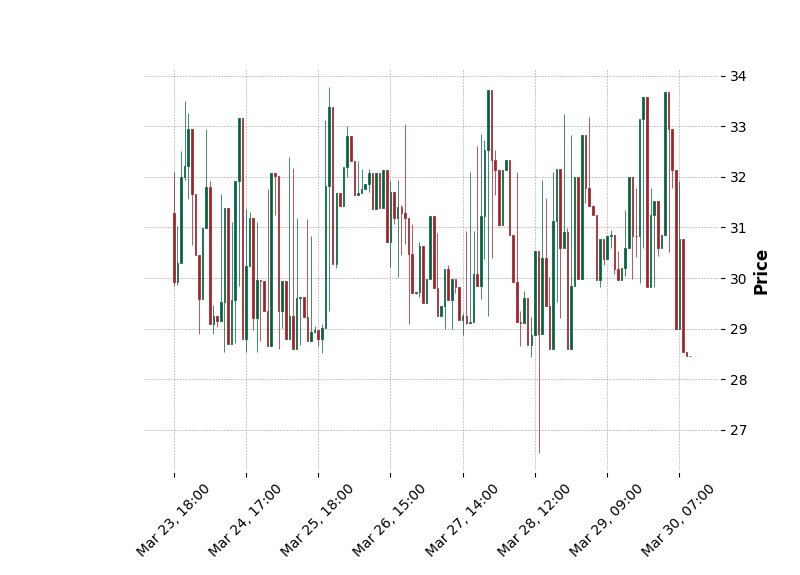 34
33
32
31
30
29
28
27
Price
Mar 23, 18:00
Mar 24, 17:00
Mar 25, 18:00
Mar 26, 15:00
Mar 27, 14:00
Mar 28, 12:00
Mar 29, 09:00
Mar 30, 07:00